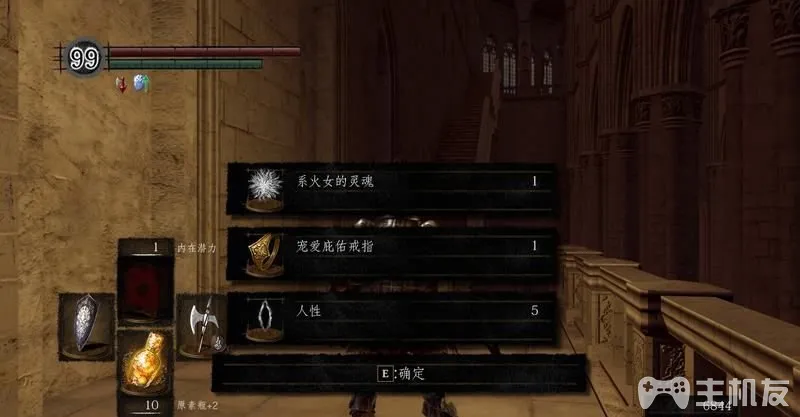 99
系火女的灵魂 1
宠爱庇佑戒指 1
人性 5
E:确定
1 内在潜力
10 原素瓶+2
6844
主机友